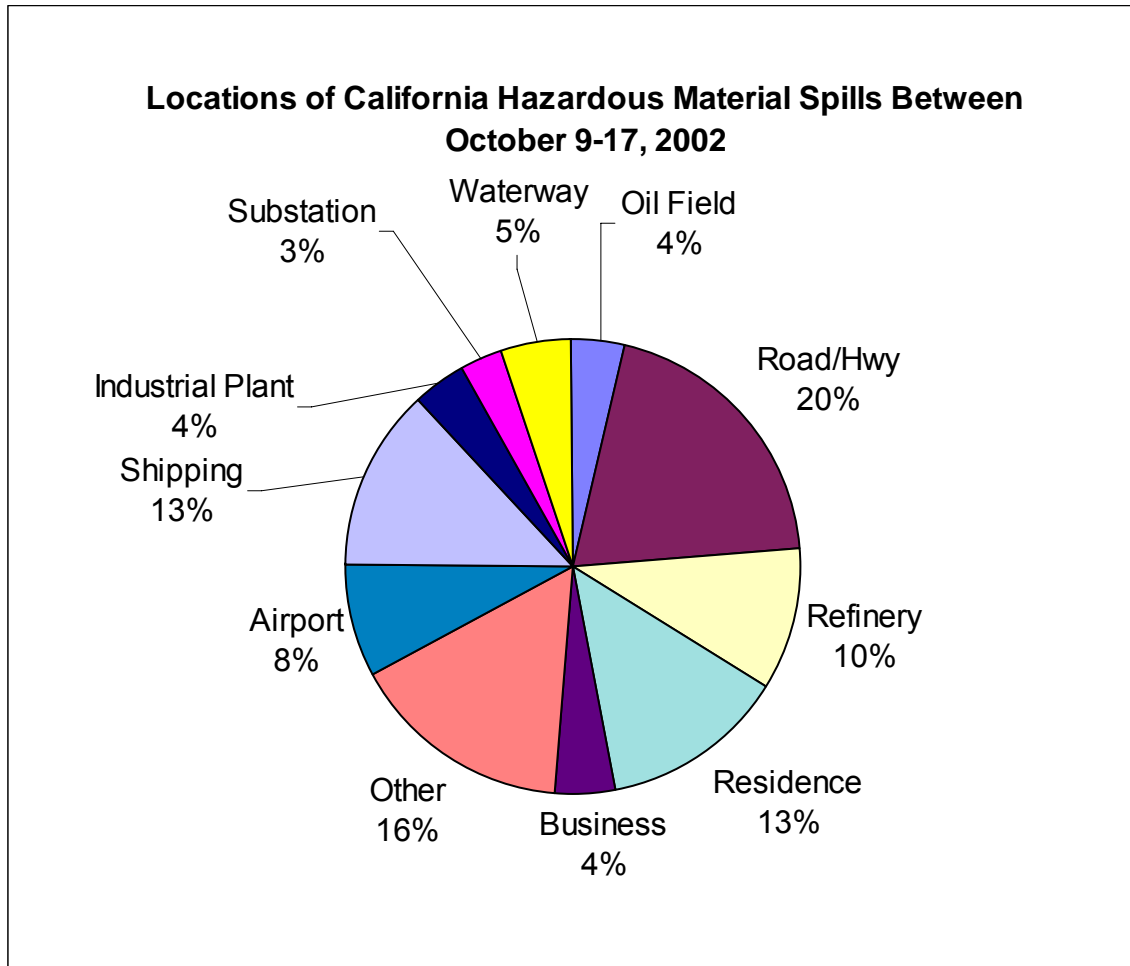 Locations of California Hazardous Material Spills Between
October 9-17, 2002
Waterway
5%
Oil Field
4%
Substation
3%
Road/Hwy
20%
Industrial Plant
4%
Shipping
13%
Refinery
10%
Airport
8%
Residence
13%
Other
16%
Business
4%